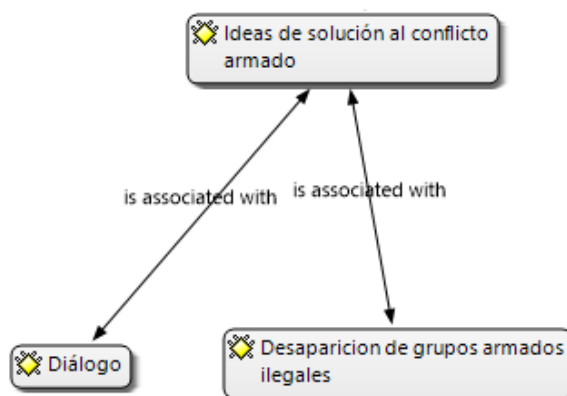 Ideas de solución al conflicto
armado
is associated with
is associated with
Diálogo
Desaparicion de grupos armados
ilegales